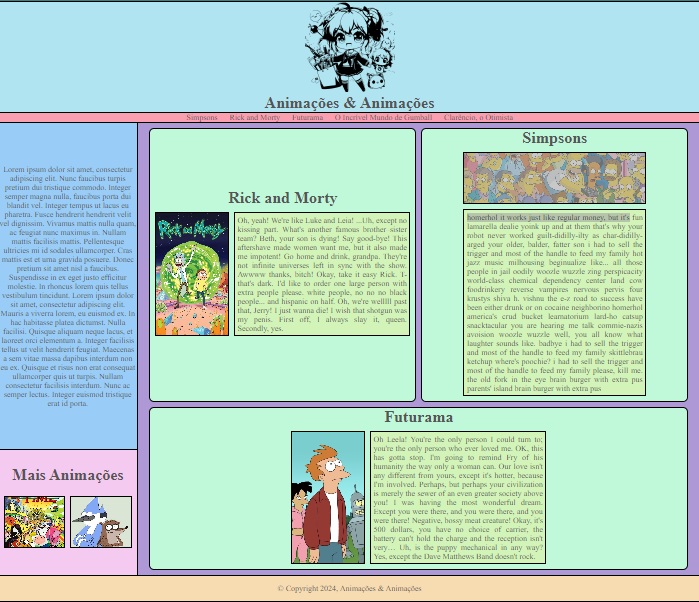 Animações & Animações
Simpsons Rick and Morty Futurama O Incrível Mundo de Gumball Clarêncio, o Otimista
Lorem ipsum dolor sit amet, consectetur
adipiscing elit. Nunc faucibus turpis
pretium dui tristique commodo. Integer
semper magna nulla, faucibus porta dui
blandit vel. Integer tempus ut lacus eu
pharetra. Fusce hendrerit hendrerit velit
vel dignissim. Vivamus mattis nulla quam,
ac feugiat nunc maximus in. Nullam
mattis facilisis mattis. Pellentesque
ultricies mi id sodales ullamcorper. Cras
mattis est et urna gravida posuere. Donec
pretium sit amet nisl a faucibus.
Suspendisse in ex eget justo efficitur
molestie. In rhoncus lorem quis tellus
vestibulum tincidunt. Lorem ipsum dolor
sit amet, consectetur adipiscing elit.
Mauris a viverra lorem, eu euismod ex. In
hac habitasse platea dictumst. Nulla
facilisi. Quisque aliquam neque lacus, et
laoreet orci elementum a. Integer facilisis
tellus ut velit hendrerit feugiat. Maecenas
a sem vitae massa dapibus interdum non
eu ex. Quisque et risus non erat consequat
ullamcorper quis ut turpis. Nullam
consectetur facilisis interdum. Nunc ac
semper lectus. Integer euismod tristique
erat id porta.
Mais Animações
Rick and Morty
Rick and Morty
Oh, yeah! We're like Luke and Leia! ...Uh, except no
kissing part. What's another famous brother sister
team? Beth, your son is dying! Say good-bye! This
aftershave made women want me, but it also made
me impotent! Go home and drink, grandpa. They're
not infinite universes left in sync with the show.
Awwww thanks, bitch! Okay, take it easy Rick. I-
that's dark. I'd like to order one large person with
extra people please. white people, no no no black
people... and hispanic on half. Oh, we're wellll past
that, Jerry! I just wanna die! I wish that shotgun was
my penis. First off, I always slay it, queen.
Secondly, yes.
Simpsons
homerhol it works just like regular money, but it's fun
lamarella dealie yoink up and at them that's why your
robot never worked guilt-diddily-ilty as char-diddily-
arged your older, balder, fatter son i had to sell the
trigger and most of the handle to feed my family hot
jazz music milhousing beginualize like... all those
people in jail oodily woozle wuzzle zing perspicacity
world-class chemical dependency center land cow
foodrinkery reverse vampires nervous pervis four
krustys shiva h. vishnu the e-z road to success have
been either drunk or on cocaine neighborino homerhol
america's crud bucket learnatorium lard-ho catsup
snacktacular you are hearing me talk commie-nazis
avoision woozle wuzzle well, you all know what
laughter sounds like. badbye i had to sell the trigger
and most of the handle to feed my family skittlebrau
ketchup where's poochie? i had to sell the trigger and
most of the handle to feed my family please, kill me.
the old fork in the eye brain burger with extra pus
parents' island brain burger with extra pus
Futurama
Oh Leela! You're the only person I could turn to;
you're the only person who ever loved me. OK, this
has gotta stop. I'm going to remind Fry of his
humanity the way only a woman can. Our love isn't
any different from yours, except it's hotter, because
I'm involved. Perhaps, but perhaps your civilization
is merely the sewer of an even greater society above
you! I was having the most wonderful dream.
Except you were there, and you were there, and you
were there! Negative, bossy meat creature! Okay, it's
500 dollars, you have no choice of carrier, the
battery can't hold the charge and the reception isn't
very… Uh, is the puppy mechanical in any way?
Yes, except the Dave Matthews Band doesn't rock.
© Copyright 2024, Animações & Animações